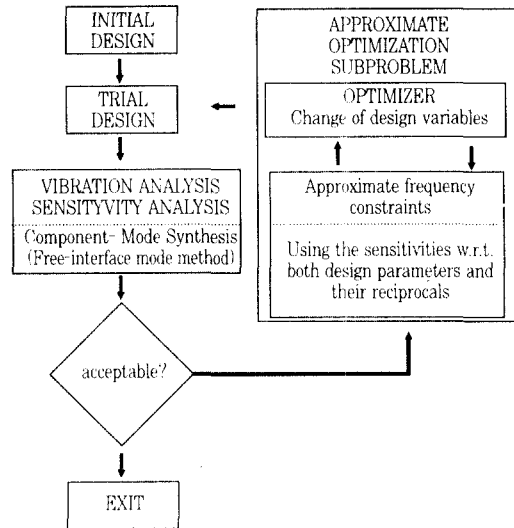 INITIAL
DESIGN
TRIAL
DESIGN
VIBRATION ANALYSIS
SENSITYVITY ANALYSIS
Component- Mode Synthesis
(Free-interface mode method)
acceptable?
EXIT
APPROXIMATE
OPTIMIZATION
SUBPROBLEM
OPTIMIZER
Change of design variables
Approximate frequency
constraints
Using the sensitivities w.r.t.
both design parameters and
their reciprocals